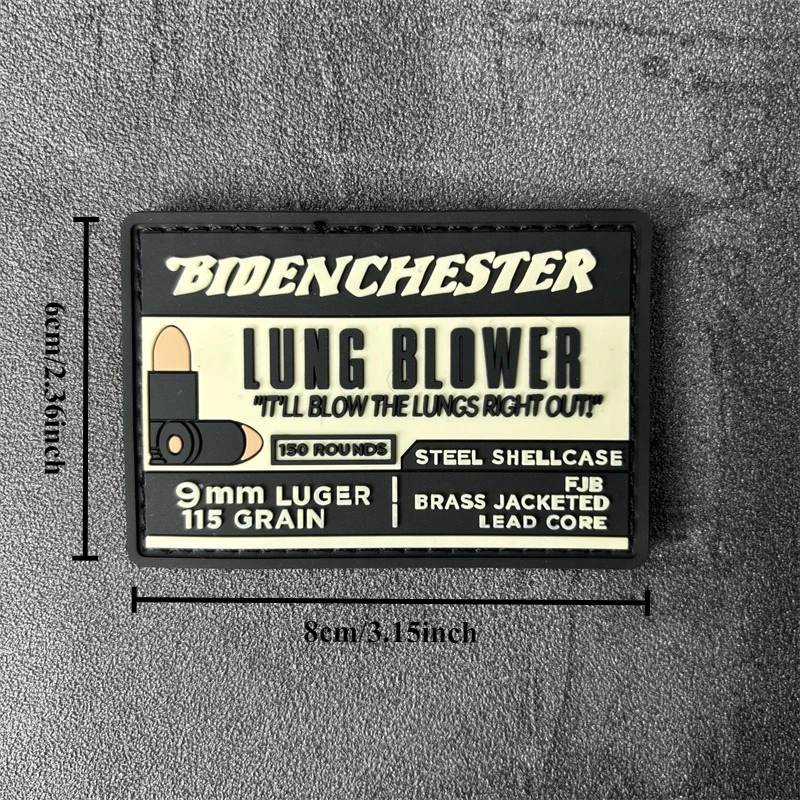 BIDENCHESTER
LUNG BLOWER
"IT'LL BLOW THE LUNGS RIGHT OUT!"
150 ROUNDS
STEEL SHELLCASE
9mm LUGER
115 GRAIN
FJB
BRASS JACKETED
LEAD CORE
6cm/2.36inch
8cm/3.15inch